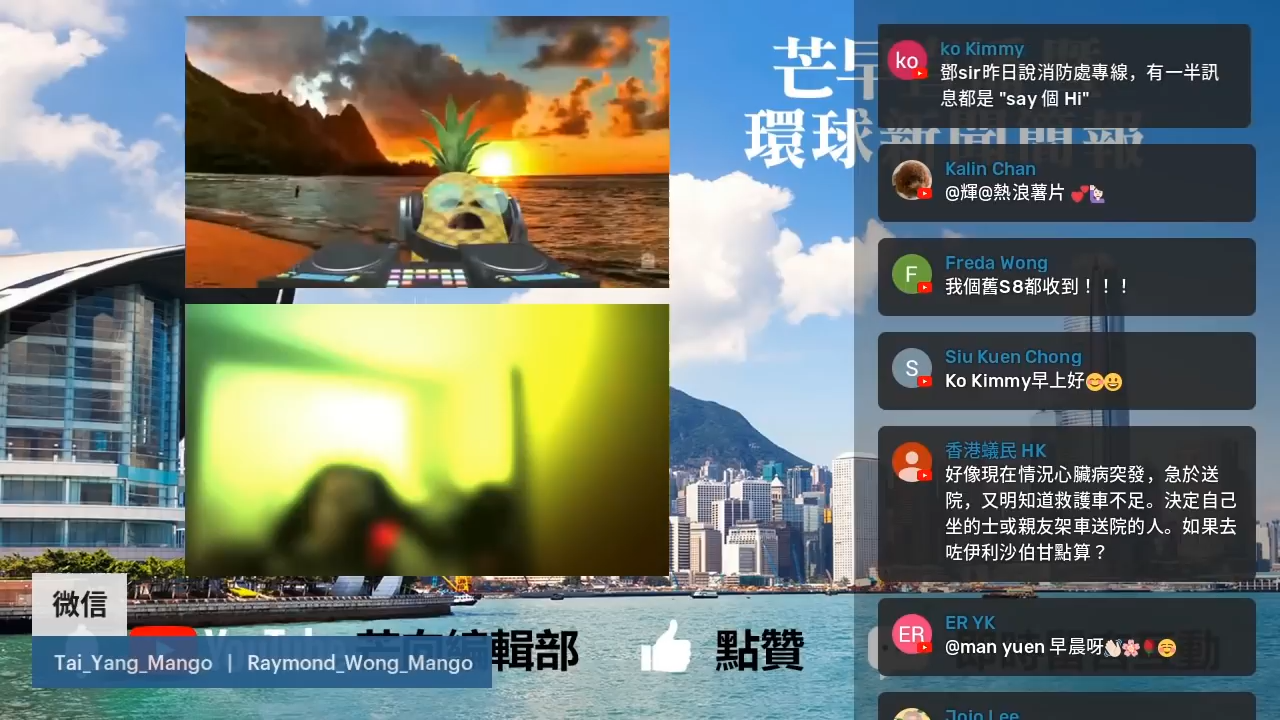 芒早
環球新聞簡報
ko Kimmy
鄧sir昨日說消防處專線，有一半訊
息都是 "say 個 Hi"
Kalin Chan
@輝@熱浪薯片 💕🙋🏻‍♀️
Freda Wong
我個舊S8都收到！！！
Siu Kuen Chong
Ko Kimmy早上好😊😀
香港蟻民 HK
好像現在情況心臟病突發，急於送
院，又明知道救護車不足。決定自己
坐的士或親友架車送院的人。如果去
咗伊利沙伯甘點算？
ER YK
@man yuen 早晨呀👋🏻🌸🌹☺️
Jojo Lee
微信
Tai_Yang_Mango | Raymond_Wong_Mango
編輯部
點贊